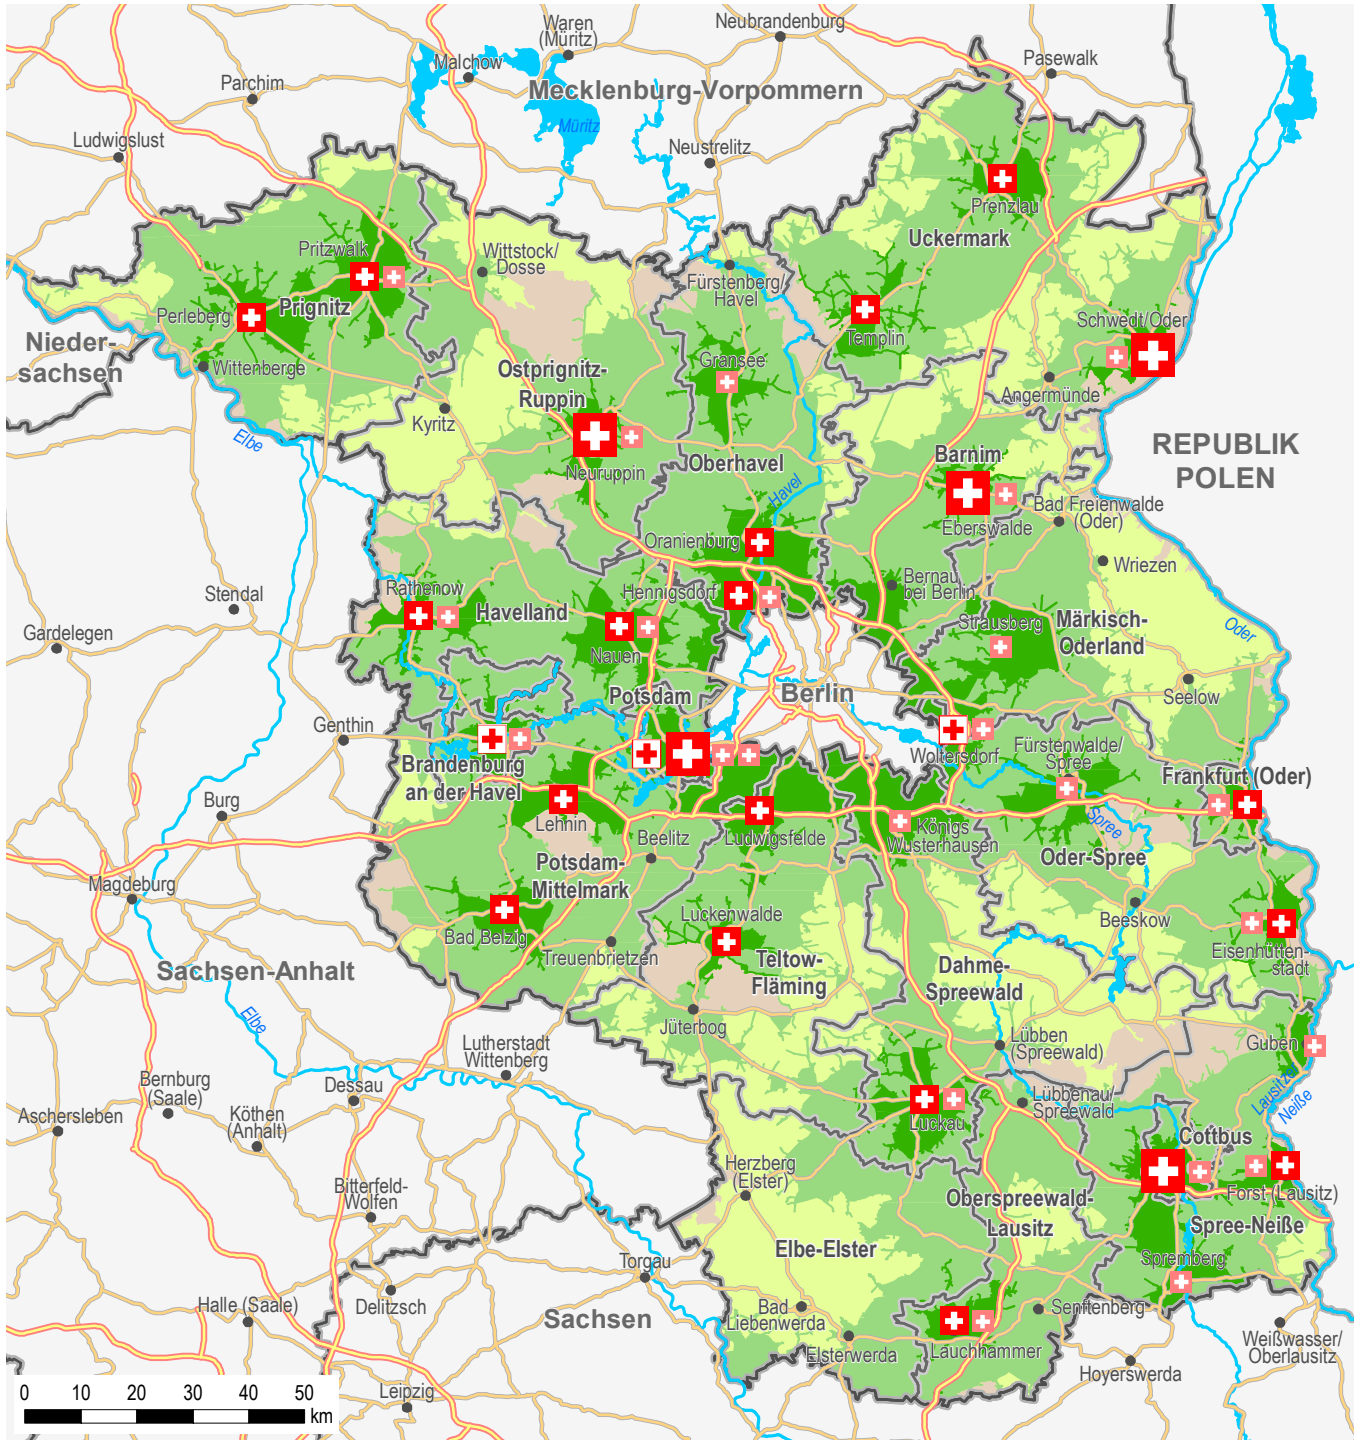 Waren
(Müritz)
Neubrandenburg
Malchow
Pasewalk
Parchim
Mecklenburg-Vorpommern
Müritz
Ludwigslust
Neustrelitz
Prenzlau
Uckermark
Pritzwalk
Wittstock/
Dosse
Fürstenberg/
Havel
Prignitz
Perleberg
Templin
Schwedt/Oder
Nieder-
sachsen
Wittenberge
Gransee
Ostprignitz-
Ruppin
Angermünde
Kyritz
Elbe
REPUBLIK
POLEN
Neuruppin
Oberhavel
Barnim
Havel
Eberswalde
Bad Freienwalde
(Oder)
Oranienburg
Wriezen
Stendal
Rathenow
Hennigsdorf
Bernau
bei Berlin
Havelland
Strausberg
Märkisch-
Oderland
Oder
Gardelegen
Nauen
Potsdam
Berlin
Seelow
Genthin
Woltersdorf
Fürstenwalde/
Spree
Brandenburg
an der Havel
Frankfurt (Oder)
Burg
Lehnin
Beelitz
Ludwigsfelde
Königs
Wusterhausen
Spree
Oder-Spree
Potsdam-
Mittelmark
Magdeburg
Beeskow
Bad Belzig
Luckenwalde
Treuenbrietzen
Eisenhütten-
stadt
Sachsen-Anhalt
Teltow-
Fläming
Dahme-
Spreewald
Elbe
Jüterbog
Lübben
(Spreewald)
Guben
Lutherstadt
Wittenberg
Bernburg
(Saale)
Dessau
Lausitzer
Neiße
Aschersleben
Köthen
(Anhalt)
Luckau
Lübbenau/
Spreewald
Cottbus
Herzberg
(Elster)
Bitterfeld-
Wolfen
Forst (Lausitz)
Oberspreewald-
Lausitz
Spree-Neiße
Elbe-Elster
Torgau
Spremberg
Halle (Saale)
Delitzsch
Sachsen
Bad
Liebenwerda
Senftenberg
Elsterwerda
Lauchhammer
Weißwasser/
Oberlausitz
Hoyerswerda
Leipzig
0 10 20 30 40 50
km